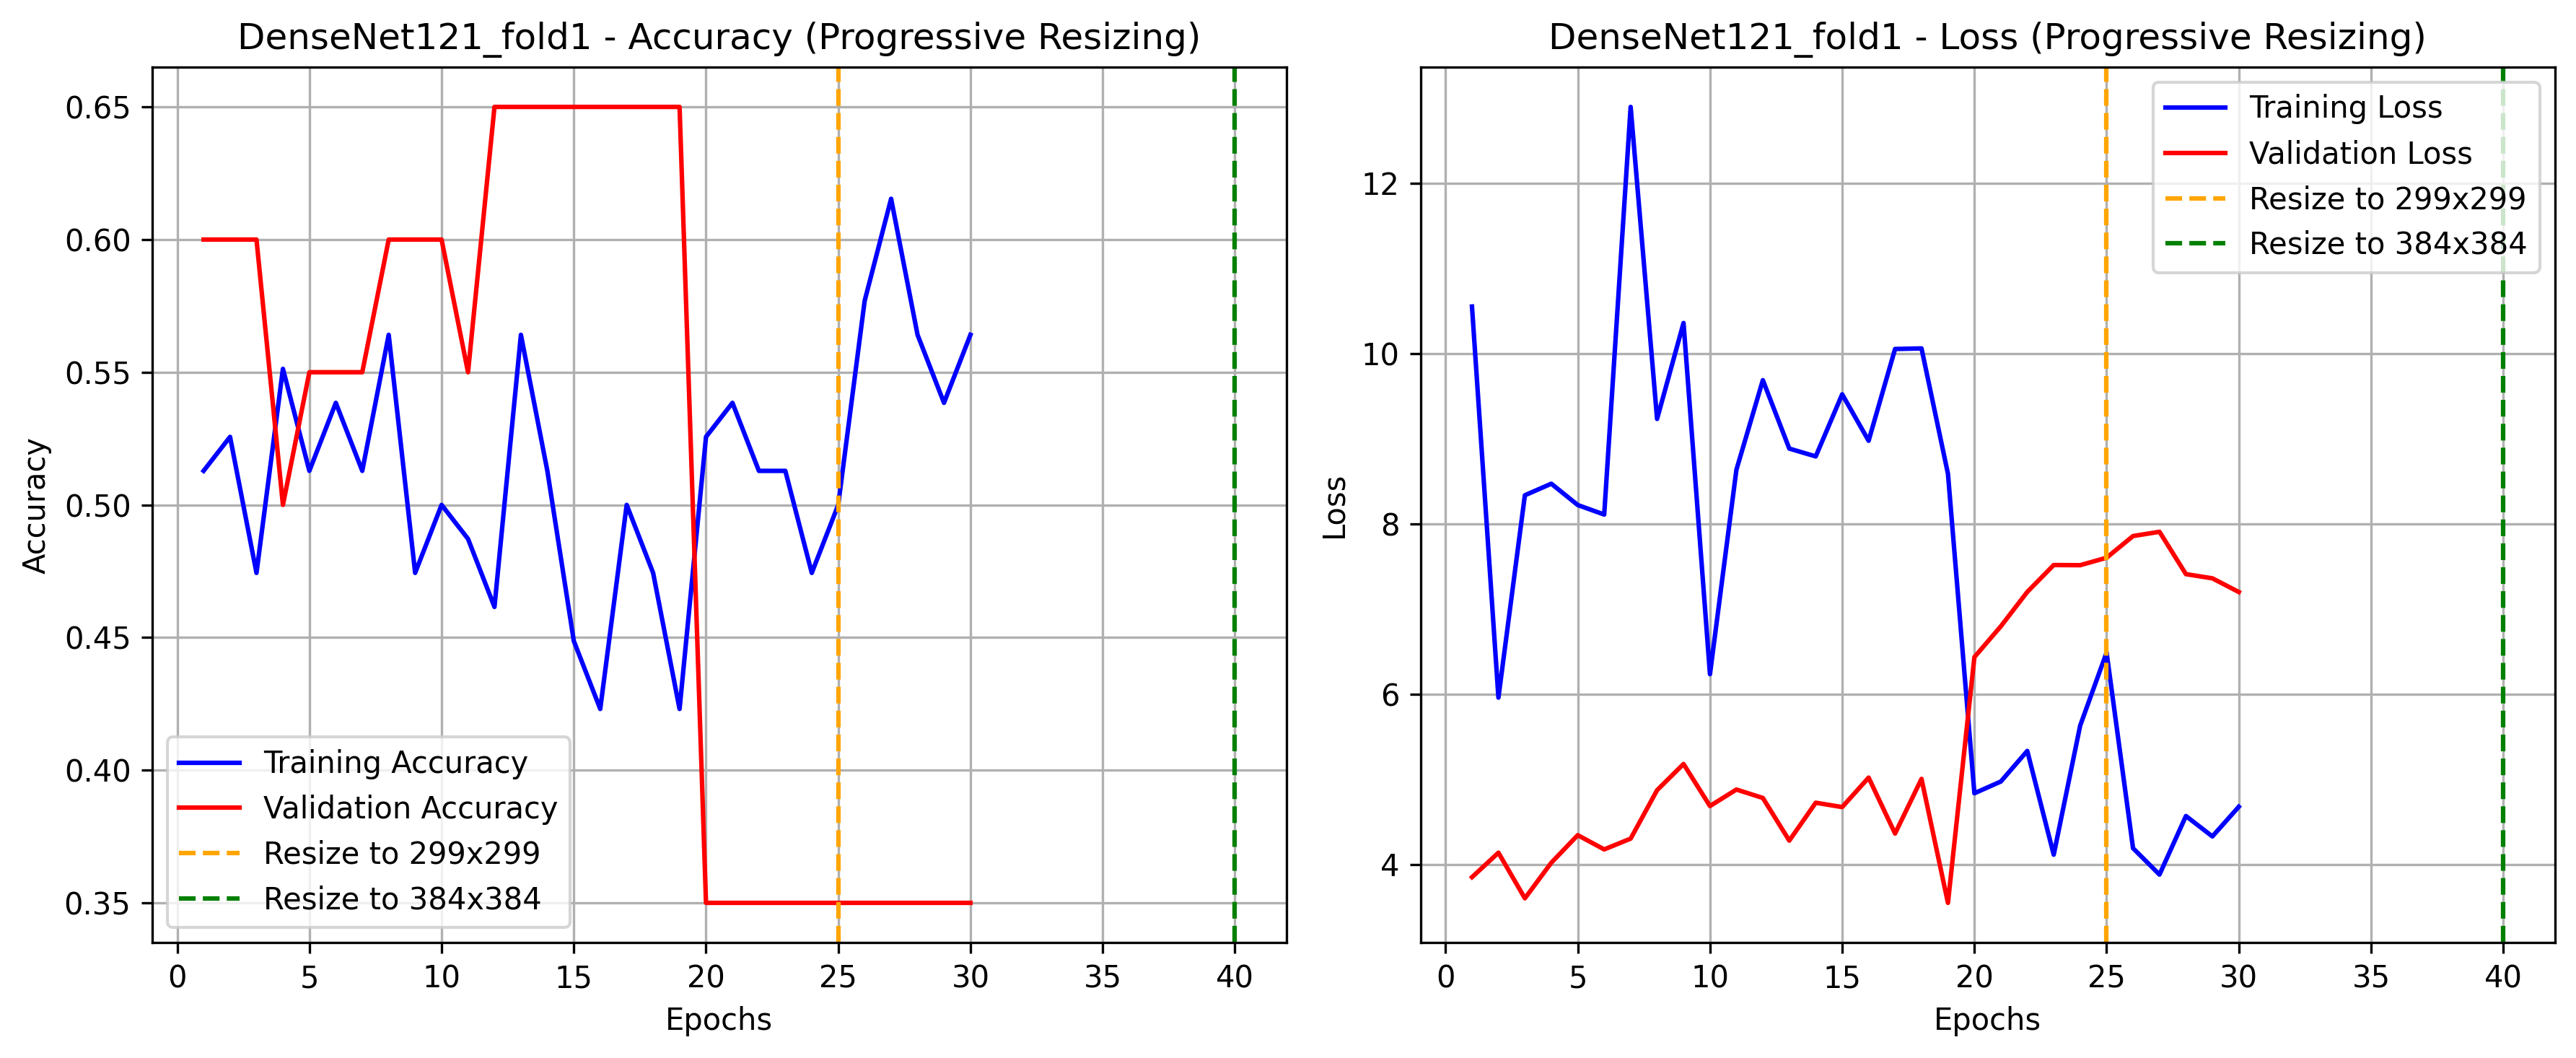 DenseNet121_fold1 - Accuracy (Progressive Resizing)
Accuracy
0.65
0.60
0.55
0.50
0.45
0.40
0.35
Training Accuracy
Validation Accuracy
Resize to 299x299
Resize to 384x384
0 5 10 15 20 25 30 35 40
Epochs
DenseNet121_fold1 - Loss (Progressive Resizing)
Loss
12
10
8
6
4
Training Loss
Validation Loss
Resize to 299x299
Resize to 384x384
0 5 10 15 20 25 30 35 40
Epochs